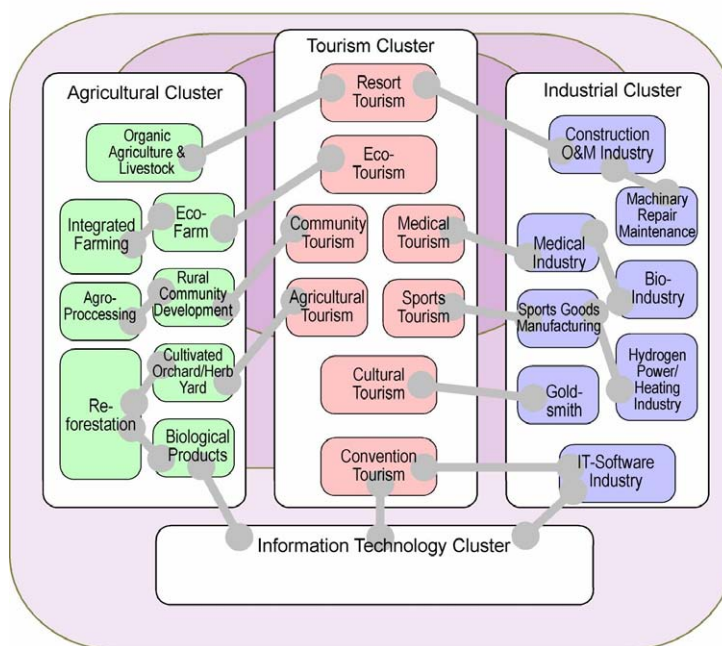 Tourism Cluster
Agricultural Cluster
Industrial Cluster
Resort
Tourism
Organic
Agriculture &
Livestock
Construction
O&M Industry
Eco-
Tourism
Machinary
Repair
Maintenance
Integrated
Farming
Eco-
Farm
Community
Tourism
Medical
Tourism
Medical
Industry
Bio-
Industry
Agro-
Proccessing
Rural
Community
Development
Agricultural
Tourism
Sports
Tourism
Sports Goods
Manufacturing
Hydrogen
Power/
Heating
Industry
Re-
forestation
Cultivated
Orchard/Herb
Yard
Cultural
Tourism
Gold-
smith
Biological
Products
Convention
Tourism
IT-Software
Industry
Information Technology Cluster